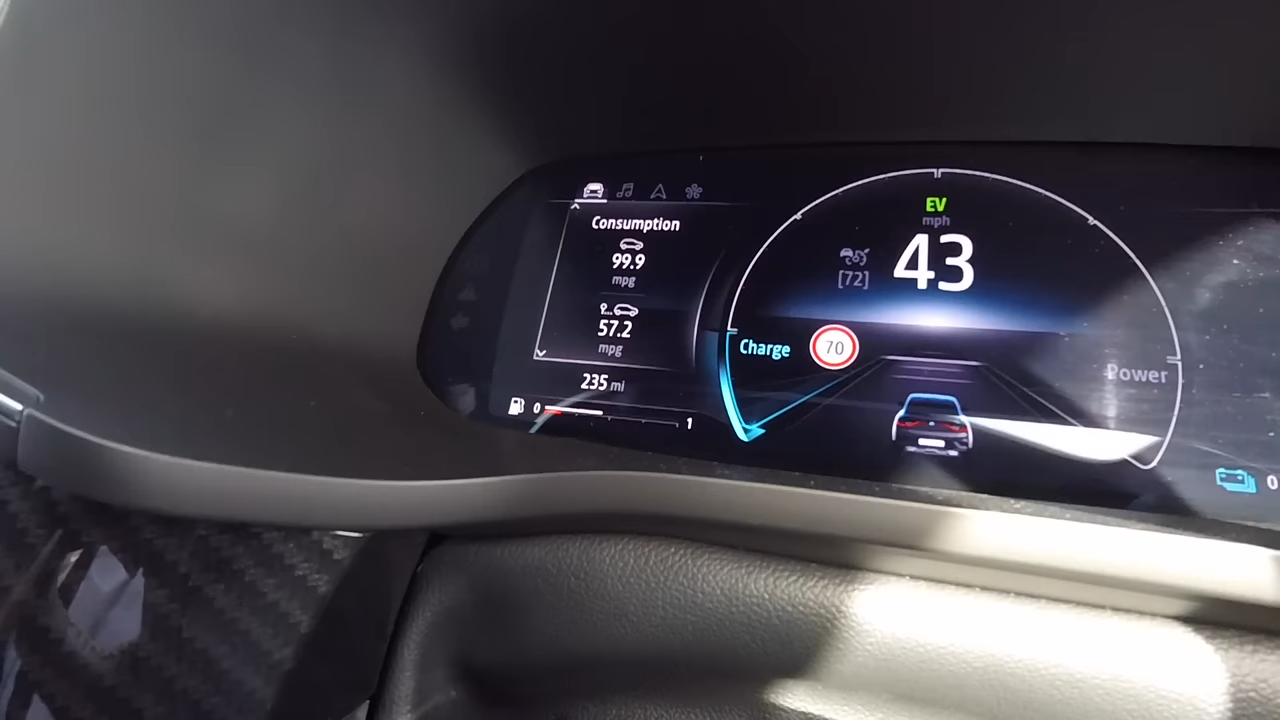 Consumption
99.9
mpg
57.2
mpg
235 mi
0
1
EV
mph
43
[72]
Charge
70
Power
0